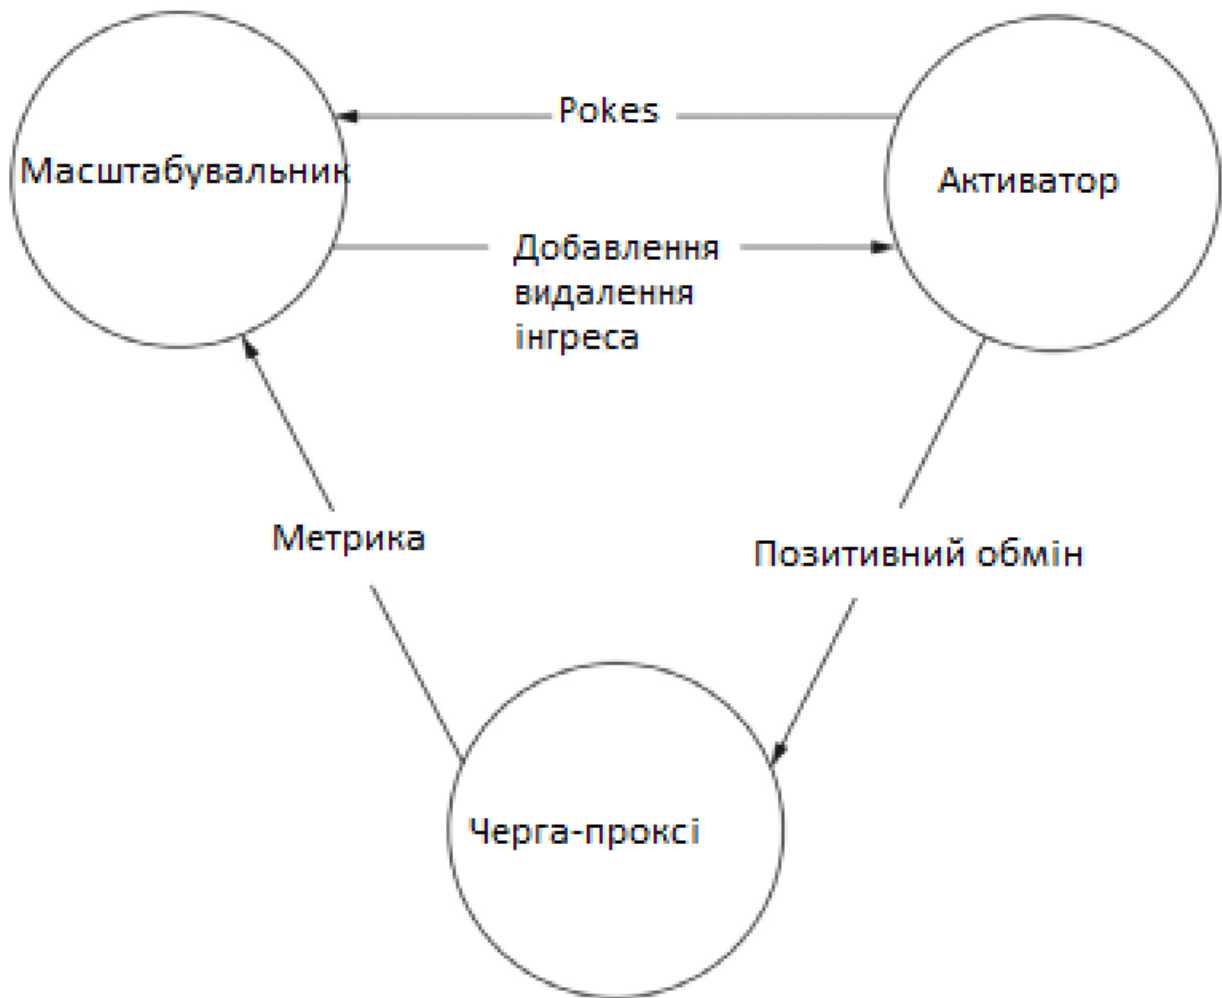 Pokes
Масштабувальник
Активатор
Добавлення
видалення
інгреса
Метрика
Позитивний обмін
Черга-проксі